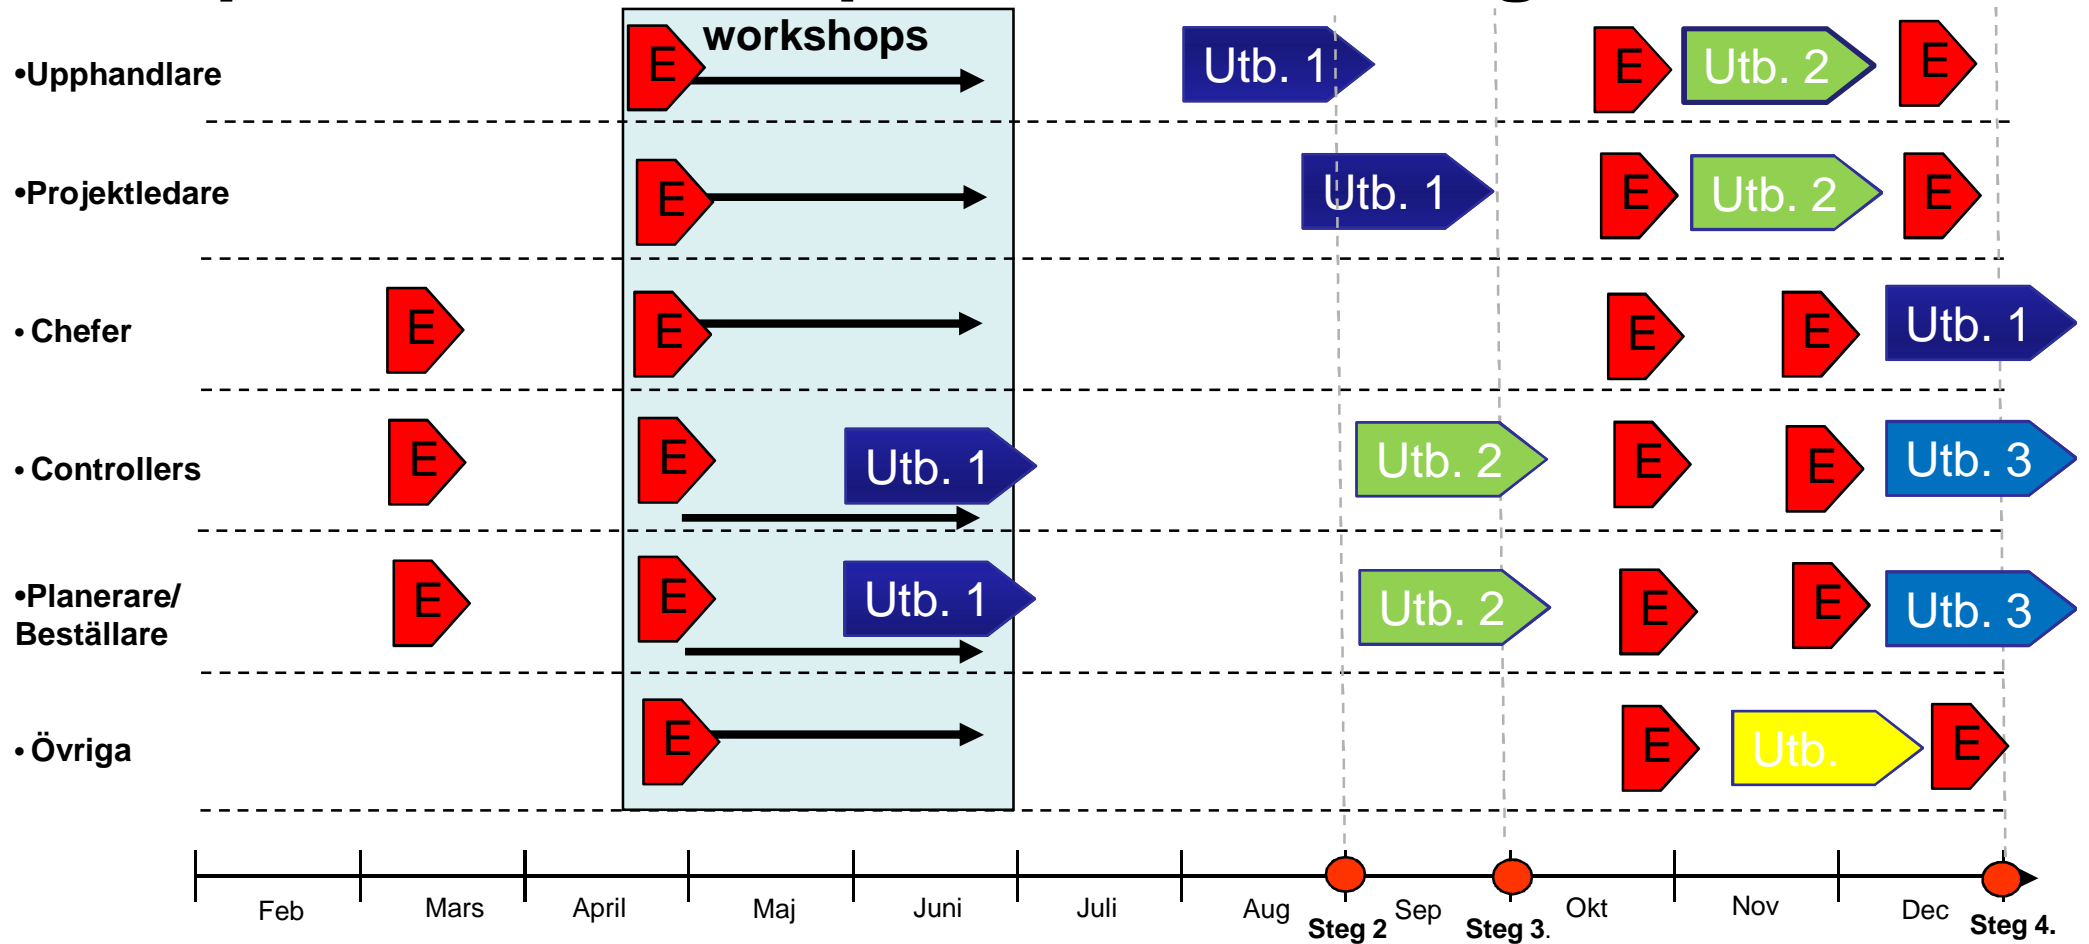 workshops
•Upphandlare
E
Utb. 1
E
Utb. 2
E
•Projektledare
E
Utb. 1
E
Utb. 2
E
• Chefer
E
E
E
E
Utb. 1
• Controllers
E
E
Utb. 1
Utb. 2
E
E
Utb. 3
•Planerare/
Beställare
E
E
Utb. 1
Utb. 2
E
E
Utb. 3
• Övriga
E
E
Utb.
E
Feb
Mars
April
Maj
Juni
Juli
Aug
Sep
Okt
Nov
Dec
Steg 2
Steg 3.
Steg 4.